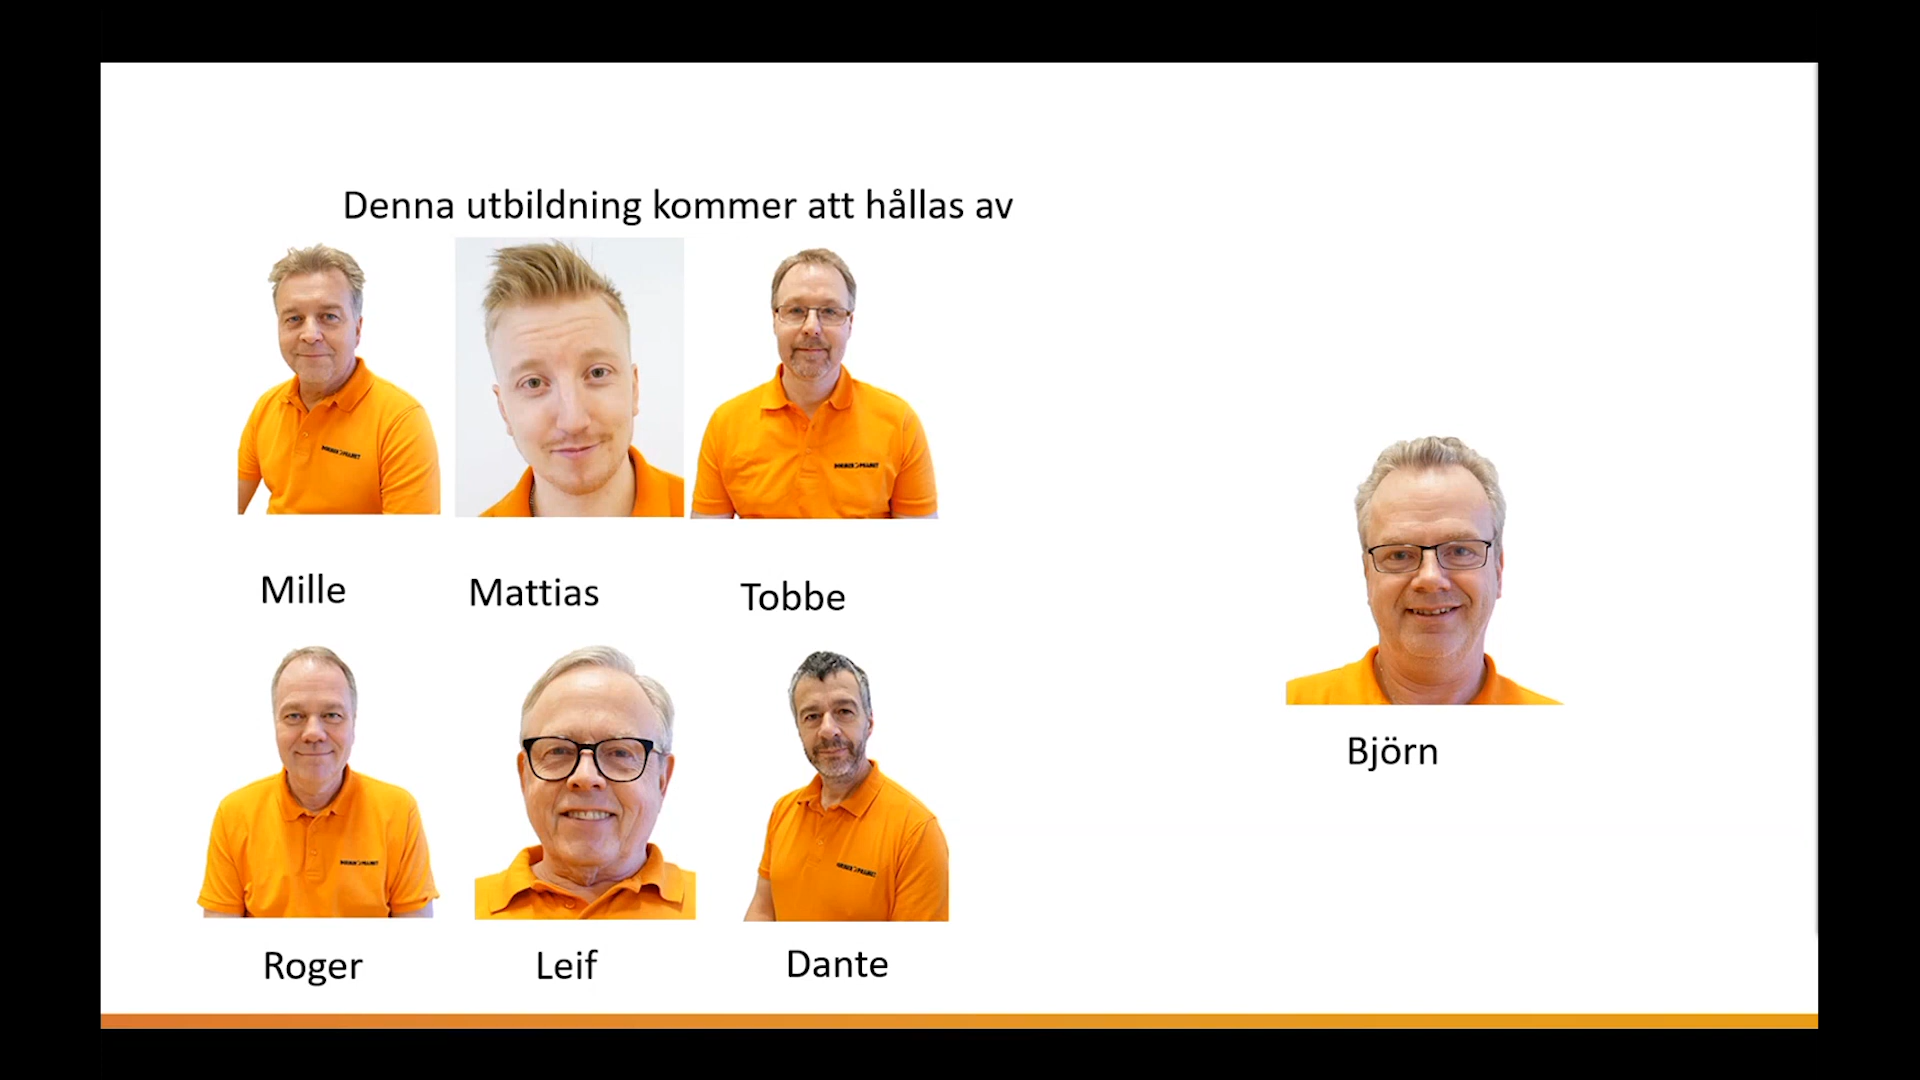 Denna utbildning kommer att hållas av
Mille
Mattias
Tobbe
Björn
Roger
Leif
Dante